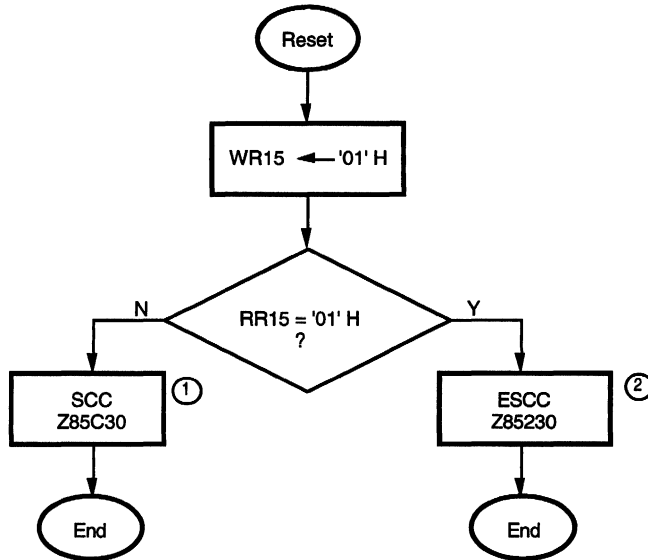 Reset
WR15 ← '01' H
N
Y
RR15 = '01' H
?
SCC
Z85C30
1
ESCC
Z85230
2
End
End